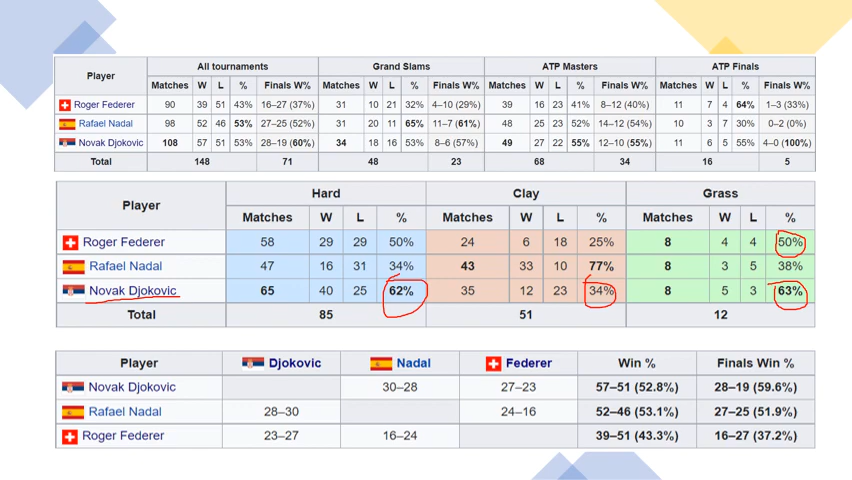 Player All tournaments Grand Slams ATP Masters ATP Finals
Matches W L % Finals W% Matches W L % Finals W% Matches W L % Finals W% Matches W L % Finals W%
Roger Federer 90 39 51 43% 16–27 (37%) 31 10 21 32% 4–10 (29%) 39 16 23 41% 8–12 (40%) 11 7 4 64% 1–3 (33%)
Rafael Nadal 98 52 46 53% 27–25 (52%) 31 20 11 65% 11–7 (61%) 48 25 23 52% 14–12 (54%) 10 3 7 30% 0–2 (0%)
Novak Djokovic 108 57 51 53% 28–19 (60%) 34 18 16 53% 8–6 (57%) 49 27 22 55% 12–10 (55%) 11 6 5 55% 4–0 (100%)
Total 148 71 48 23 68 34 16 5
Player Hard Clay Grass
Matches W L % Matches W L % Matches W L %
Roger Federer 58 29 29 50% 24 6 18 25% 8 4 4 50%
Rafael Nadal 47 16 31 34% 43 33 10 77% 8 3 5 38%
Novak Djokovic 65 40 25 62% 35 12 23 34% 8 5 3 63%
Total 85 51 12
Player Djokovic Nadal Federer Win % Finals Win %
Novak Djokovic 30–28 27–23 57–51 (52.8%) 28–19 (59.6%)
Rafael Nadal 28–30 24–16 52–46 (53.1%) 27–25 (51.9%)
Roger Federer 23–27 16–24 39–51 (43.3%) 16–27 (37.2%)